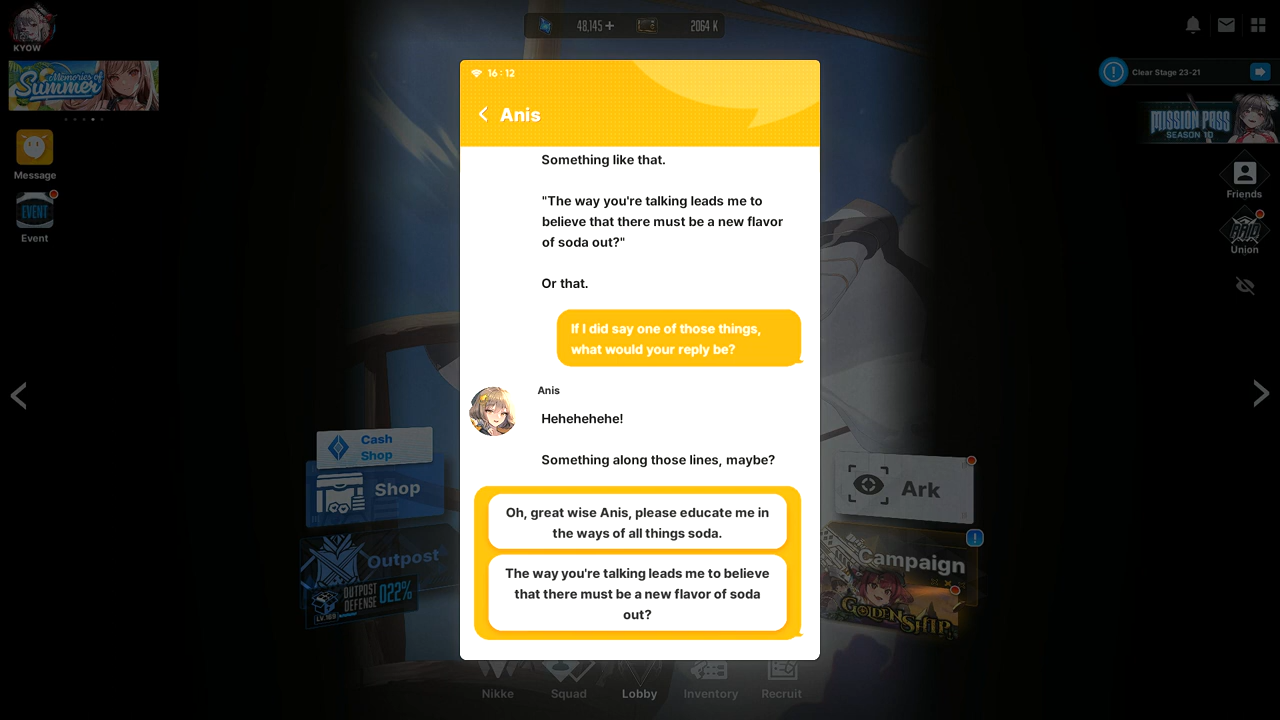 48,145 +
2064 K
KYOW
16 : 12
Clear Stage 23-21
Memories of
Summer
Anis
MISSION PASS
SEASON 10
Something like that.
Message
"The way you're talking leads me to
believe that there must be a new flavor
of soda out?"
Friends
EVENT
Event
RAID
Union
Or that.
If I did say one of those things,
what would your reply be?
Anis
Hehehehehe!
Something along those lines, maybe?
Cash
Shop
Shop
Ark
Oh, great wise Anis, please educate me in
the ways of all things soda.
Outpost
Campaign
The way you're talking leads me to believe
that there must be a new flavor of soda
out?
OUTPOST
DEFENSE 022%
GOLDEN SHIP
Nikke
Squad
Lobby
Inventory
Recruit